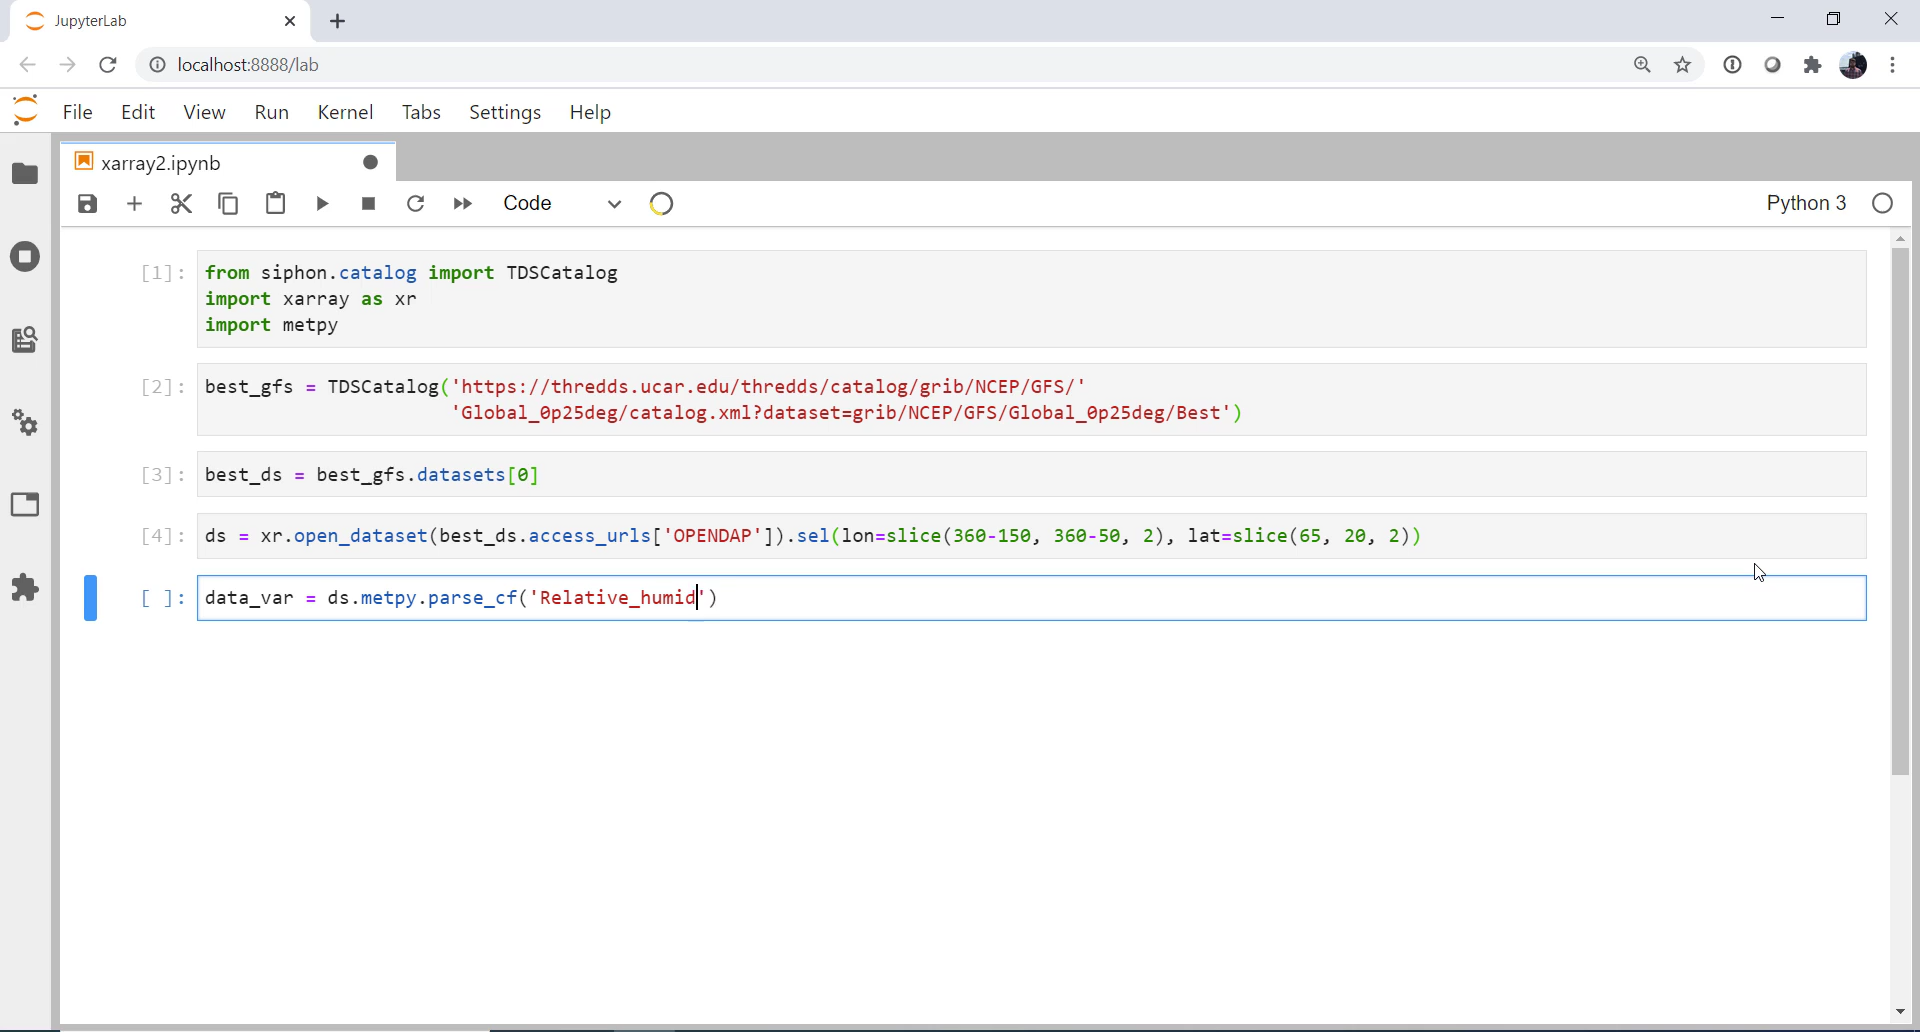 JupyterLab
localhost:8888/lab
File Edit View Run Kernel Tabs Settings Help
xarray2.ipynb
Code
Python 3
[1]: from siphon.catalog import TDSCatalog
import xarray as xr
import metpy
[2]: best_gfs = TDSCatalog('https://thredds.ucar.edu/thredds/catalog/grib/NCEP/GFS/'
'Global_0p25deg/catalog.xml?dataset=grib/NCEP/GFS/Global_0p25deg/Best')
[3]: best_ds = best_gfs.datasets[0]
[4]: ds = xr.open_dataset(best_ds.access_urls['OPENDAP']).sel(lon=slice(360-150, 360-50, 2), lat=slice(65, 20, 2))
[ ]: data_var = ds.metpy.parse_cf('Relative_humid')